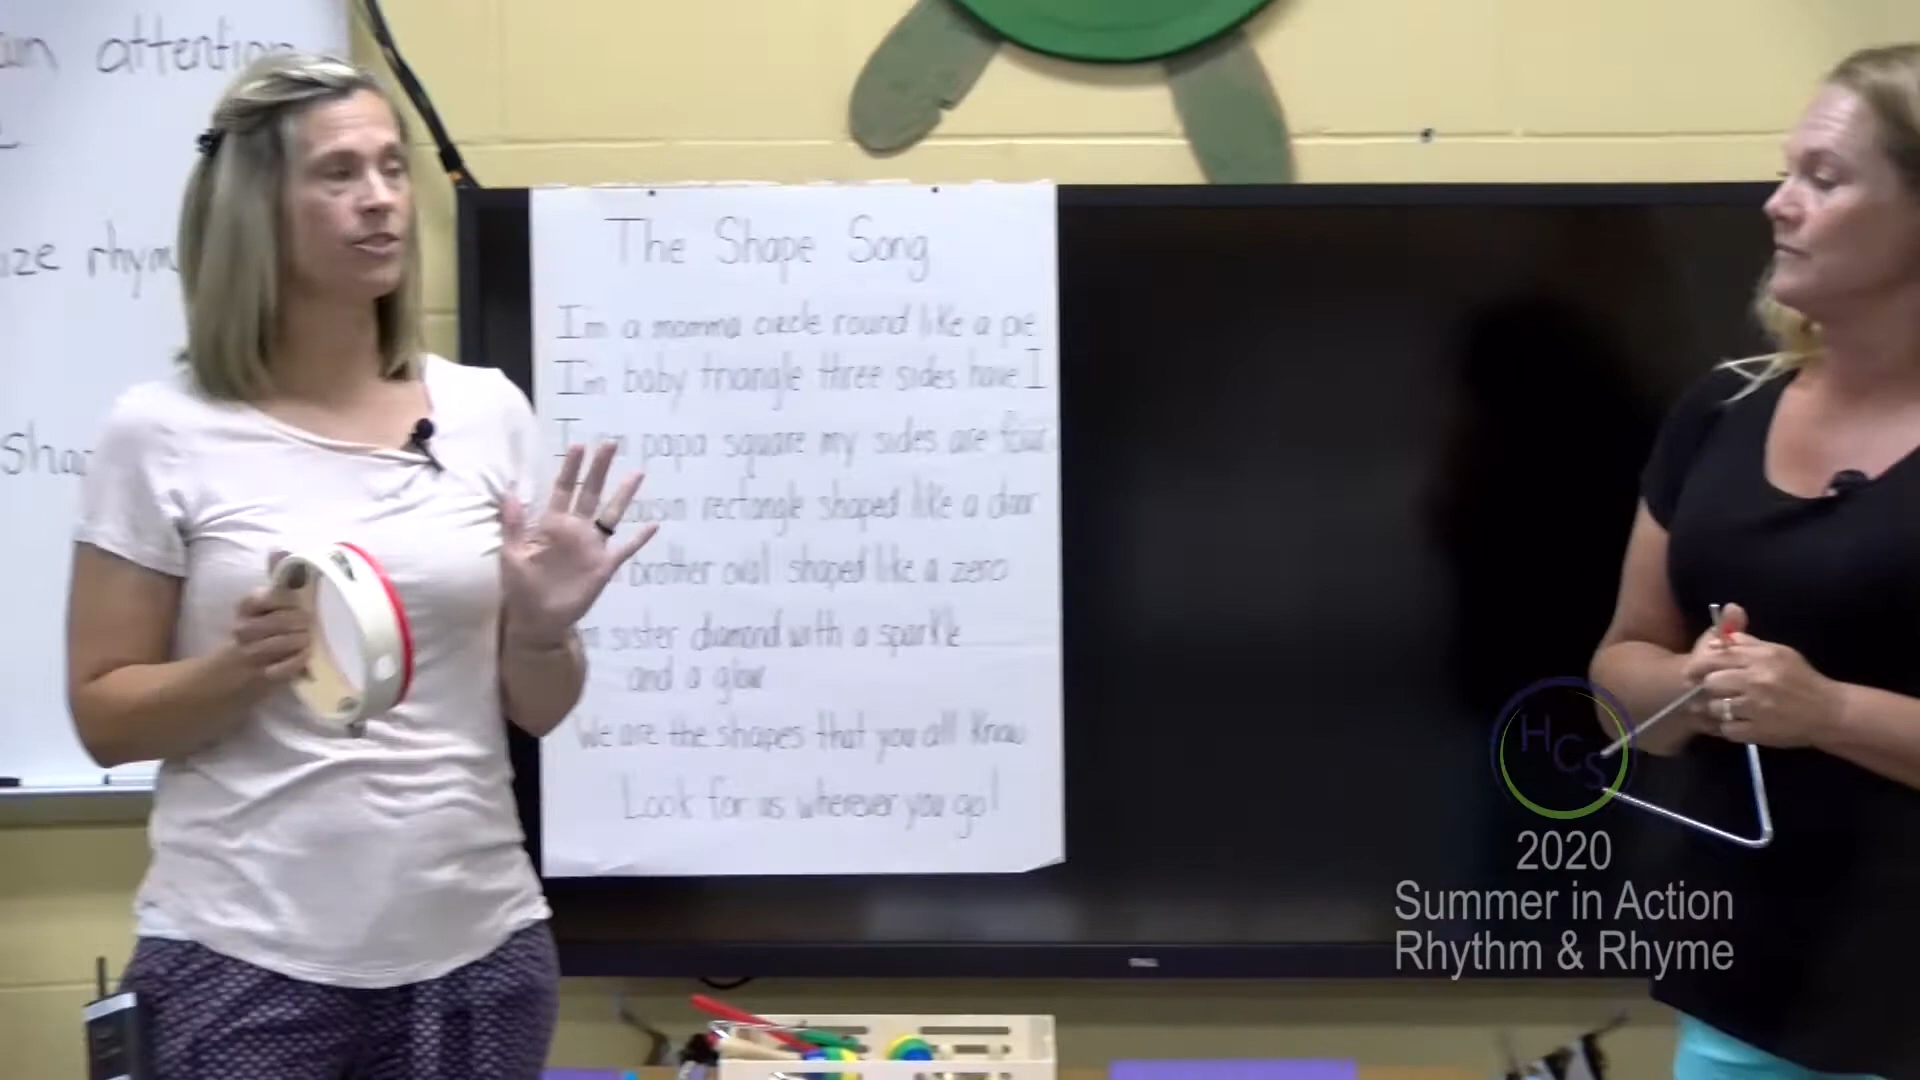 attention
rhym
The Shape Song
I'm a momma circle round like a pie
I'm baby triangle three sides have I
I am papa square my sides are four
cousin rectangle shaped like a door
brother oval shaped like a zero
sister diamond with a sparkle
and a glow
We are the shapes that you all know
Look for us wherever you go!
HCS
2020
Summer in Action
Rhythm & Rhyme
DELL